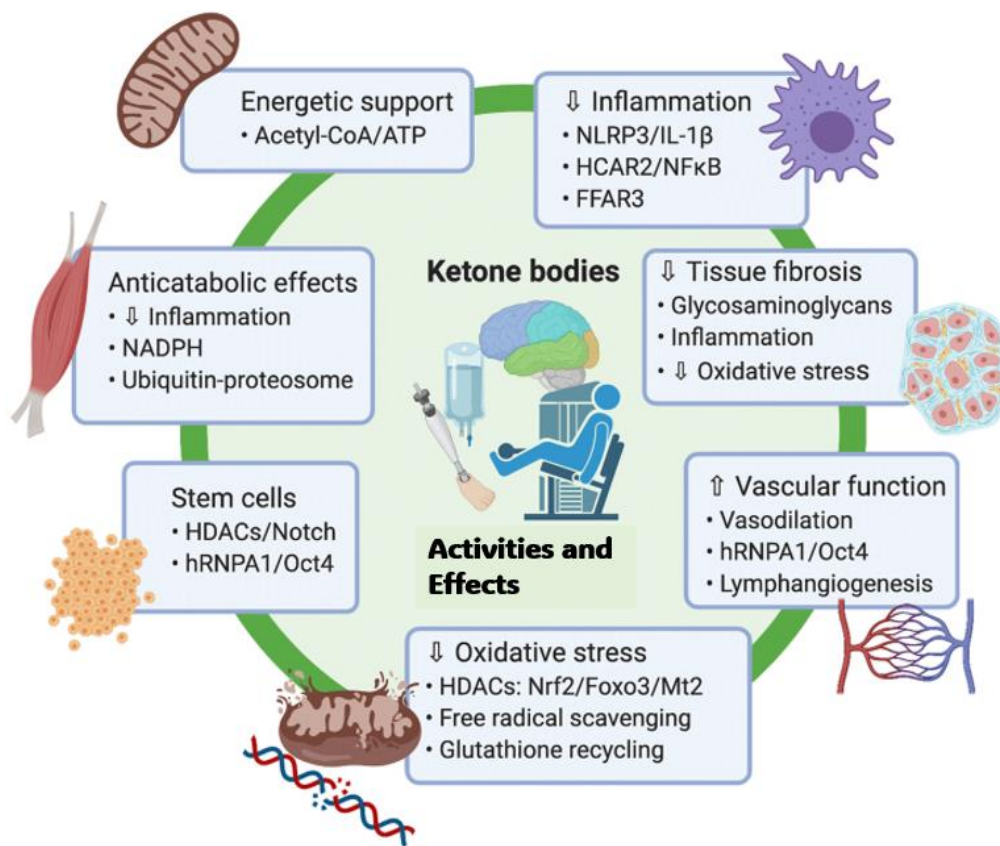 Energetic support
• Acetyl-CoA/ATP
⇩ Inflammation
• NLRP3/IL-1β
• HCAR2/NFκB
• FFAR3
Anticatabolic effects
• ⇩ Inflammation
• NADPH
• Ubiquitin-proteosome
Ketone bodies
⇩ Tissue fibrosis
• Glycosaminoglycans
• Inflammation
• ⇩ Oxidative stress
Stem cells
• HDACs/Notch
• hRNPA1/Oct4
Activities and
Effects
⇧ Vascular function
• Vasodilation
• hRNPA1/Oct4
• Lymphangiogenesis
⇩ Oxidative stress
• HDACs: Nrf2/Foxo3/Mt2
• Free radical scavenging
• Glutathione recycling